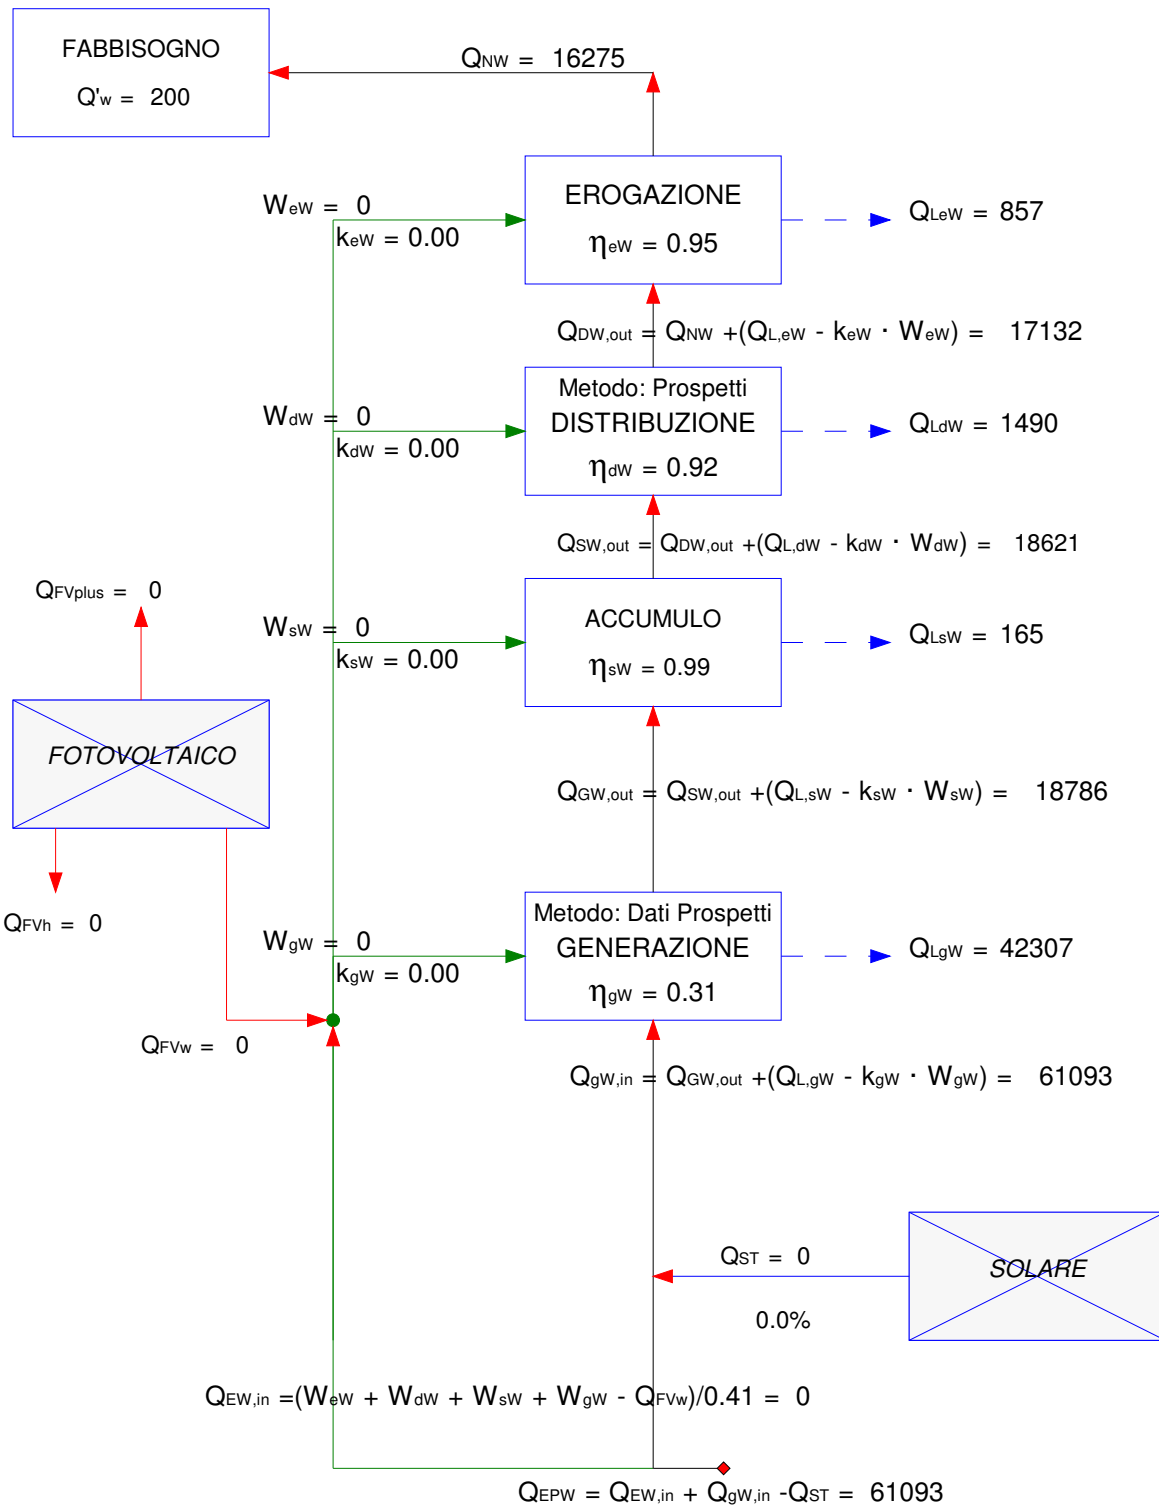 FABBISOGNO
Q'w = 200
QNW = 16275
EROGAZIONE
ηeW = 0.95
WeW = 0
keW = 0.00
QLeW = 857
QDW,out = QNW +(QL,eW - keW · WeW) = 17132
Metodo: Prospetti
DISTRIBUZIONE
ηdW = 0.92
WdW = 0
kdW = 0.00
QLdW = 1490
QSW,out = QDW,out +(QL,dW - kdW · WdW) = 18621
ACCUMULO
ηsW = 0.99
WsW = 0
ksW = 0.00
QLsW = 165
QFVplus = 0
FOTOVOLTAICO
QFVh = 0
QFVw = 0
QGW,out = QSW,out +(QL,sW - ksW · WsW) = 18786
Metodo: Dati Prospetti
GENERAZIONE
ηgW = 0.31
WgW = 0
kgW = 0.00
QLgW = 42307
QgW,in = QGW,out +(QL,gW - kgW · WgW) = 61093
QST = 0
0.0%
SOLARE
QEW,in =(WeW + WdW + WsW + WgW - QFVw)/0.41 = 0
QEPW = QEW,in + QgW,in -QST = 61093